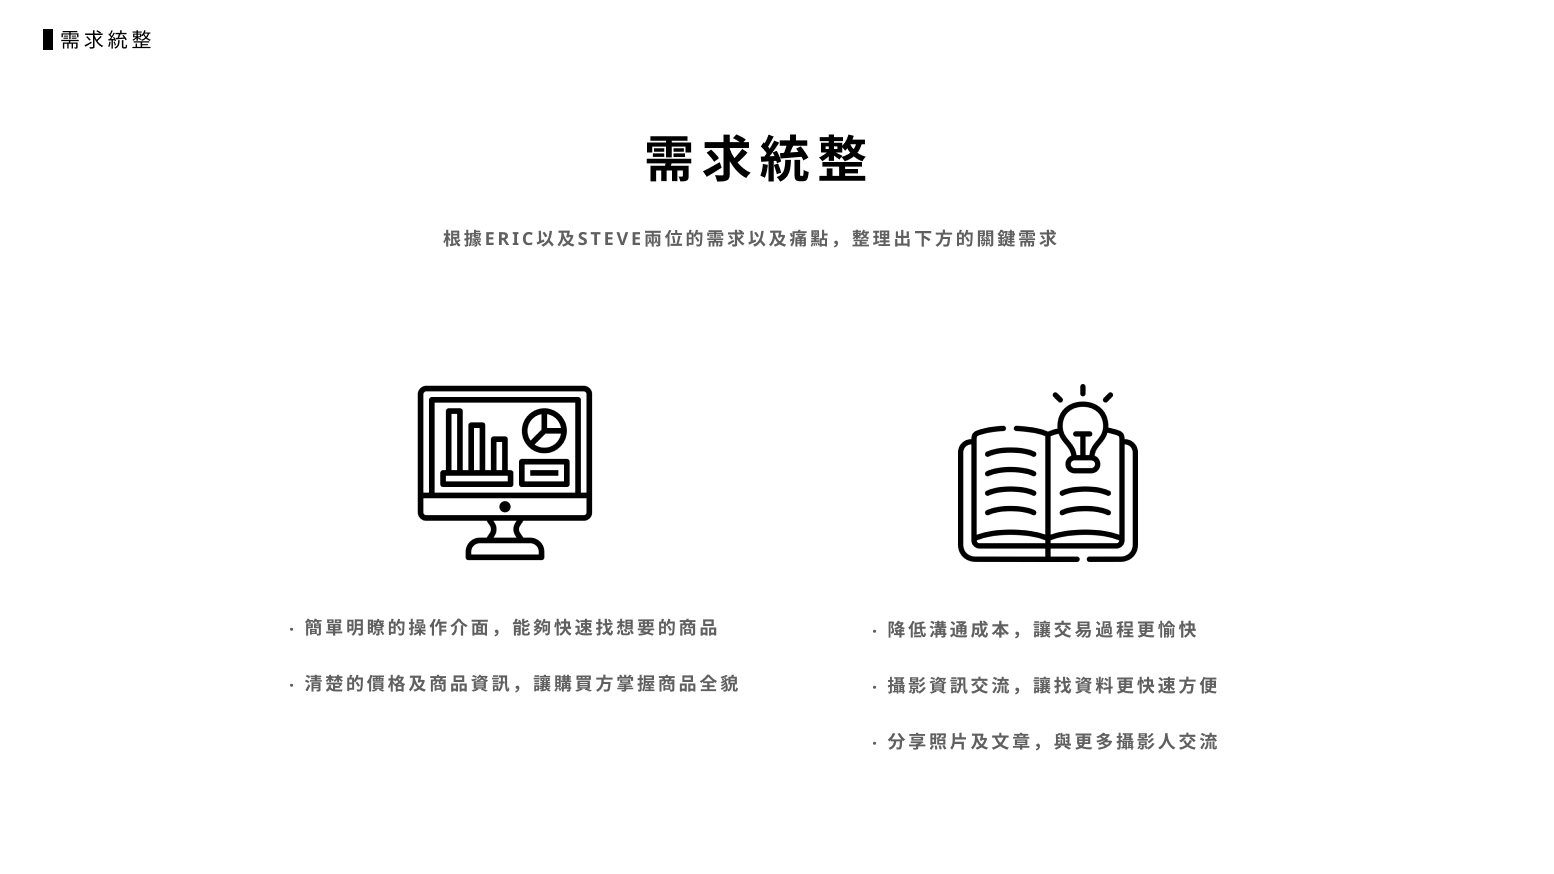 需求統整
需求統整
根據ERIC以及STEVE兩位的需求以及痛點，整理出下方的關鍵需求
· 簡單明瞭的操作介面，能夠快速找想要的商品
· 清楚的價格及商品資訊，讓購買方掌握商品全貌
· 降低溝通成本，讓交易過程更愉快
· 攝影資訊交流，讓找資料更快速方便
· 分享照片及文章，與更多攝影人交流